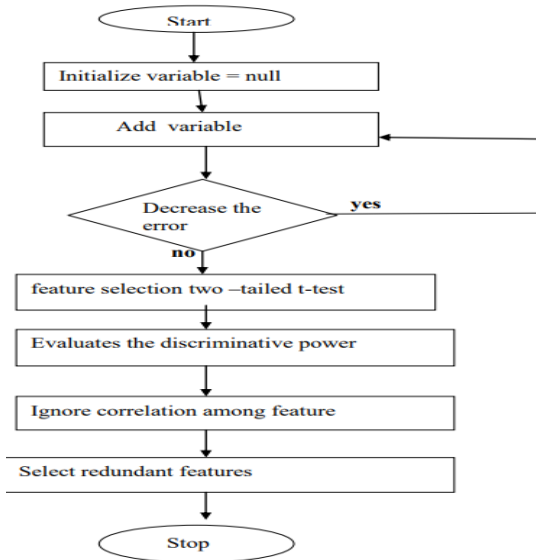 Start
Initialize variable = null
Add variable
Decrease the
error
yes
no
feature selection two –tailed t-test
Evaluates the discriminative power
Ignore correlation among feature
Select redundant features
Stop